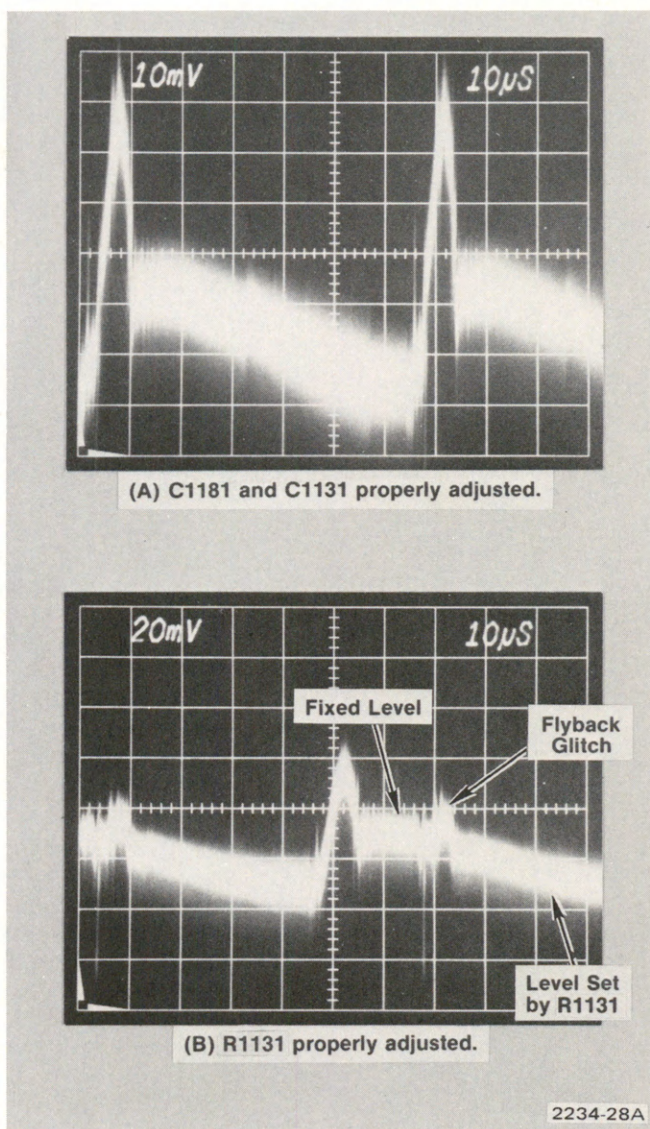 10mV 10µS
(A) C1181 and C1131 properly adjusted.
20mV 10µS
Fixed Level
Flyback
Glitch
Level Set
by R1131
(B) R1131 properly adjusted.
2234-28A